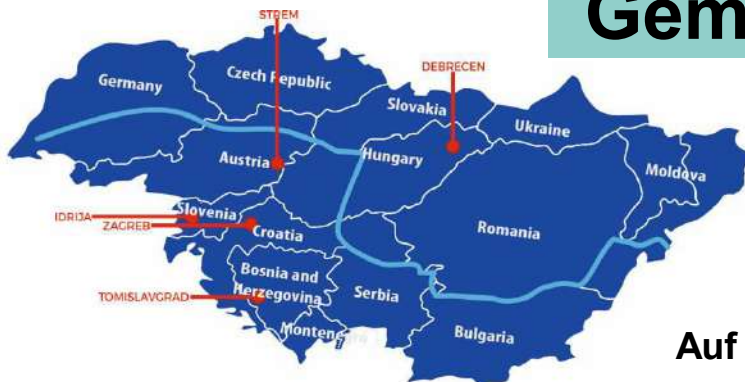 Gem
STREM
DEBRECEN
Germany
Czech Republic
Slovakia
Ukraine
Austria
Hungary
Moldova
IDRIJA
Slovenia
ZAGREB
Croatia
Romania
Bosnia and
Herzegovina
TOMISLAVGRAD
Serbia
Montenegro
Bulgaria
Auf